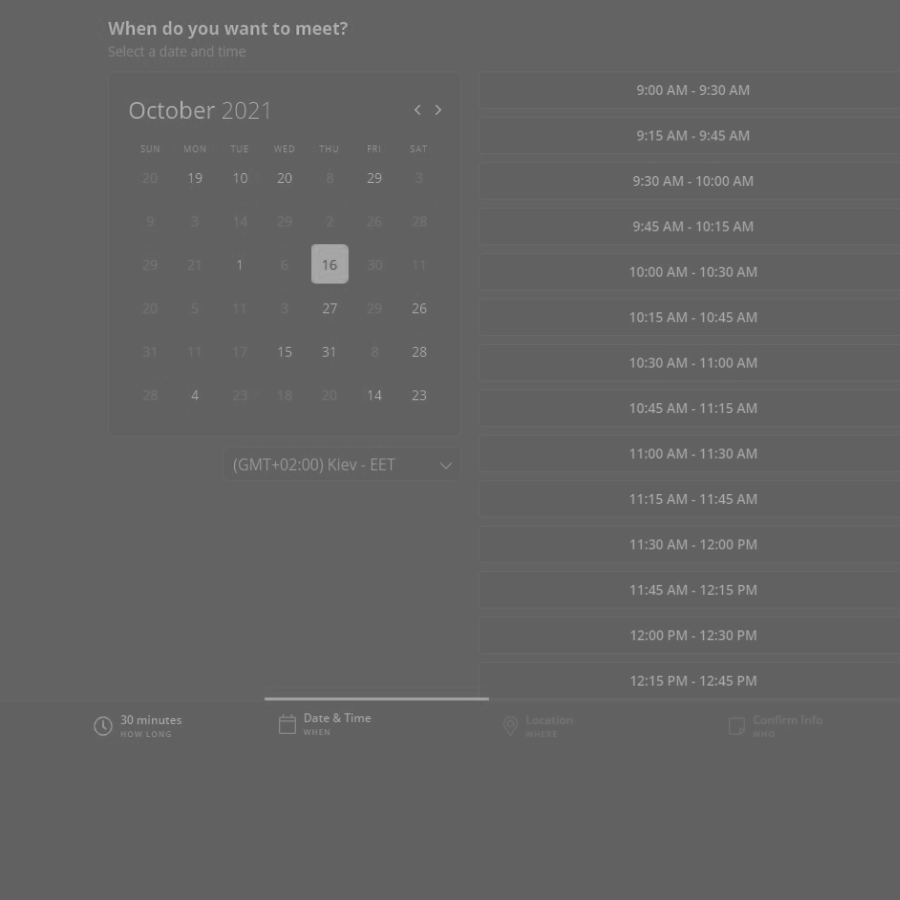 When do you want to meet?
Select a date and time
October 2021
SUN MON TUE WED THU FRI SAT
20 19 10 20 8 29 3
9 3 14 29 2 26 28
29 21 1 6 16 30 11
20 5 11 3 27 29 26
31 11 17 15 31 8 28
28 4 23 18 20 14 23
(GMT+02:00) Kiev - EET
9:00 AM - 9:30 AM
9:15 AM - 9:45 AM
9:30 AM - 10:00 AM
9:45 AM - 10:15 AM
10:00 AM - 10:30 AM
10:15 AM - 10:45 AM
10:30 AM - 11:00 AM
10:45 AM - 11:15 AM
11:00 AM - 11:30 AM
11:15 AM - 11:45 AM
11:30 AM - 12:00 PM
11:45 AM - 12:15 PM
12:00 PM - 12:30 PM
12:15 PM - 12:45 PM
30 minutes
HOW LONG
Date & Time
WHEN
Location
WHERE
Confirm Info
WHO